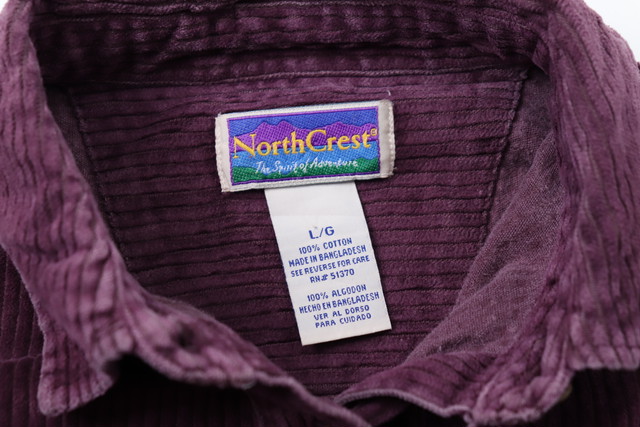 NorthCrest®
The Spirit of Adventure
L/G
100% COTTON
MADE IN BANGLADESH
SEE REVERSE FOR CARE
RN# 51370
100% ALGODON
HECHO EN BANGLADESH
VER AL DORSO
PARA CUIDADO